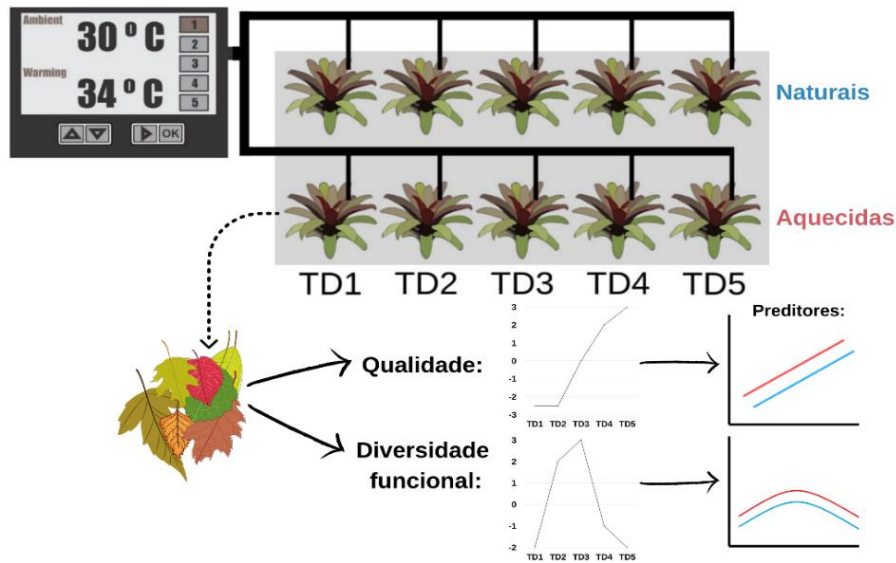 Ambient
30 º C
1
2
3
4
5
Warming
34 º C
OK
Naturais
Aquecidas
TD1 TD2 TD3 TD4 TD5
Qualidade:
3
2
1
0
-1
-2
-3
TD1 TD2 TD3 TD4 TD5
Preditores:
Diversidade
funcional:
3
2
1
0
-1
-2
TD1 TD2 TD3 TD4 TD5